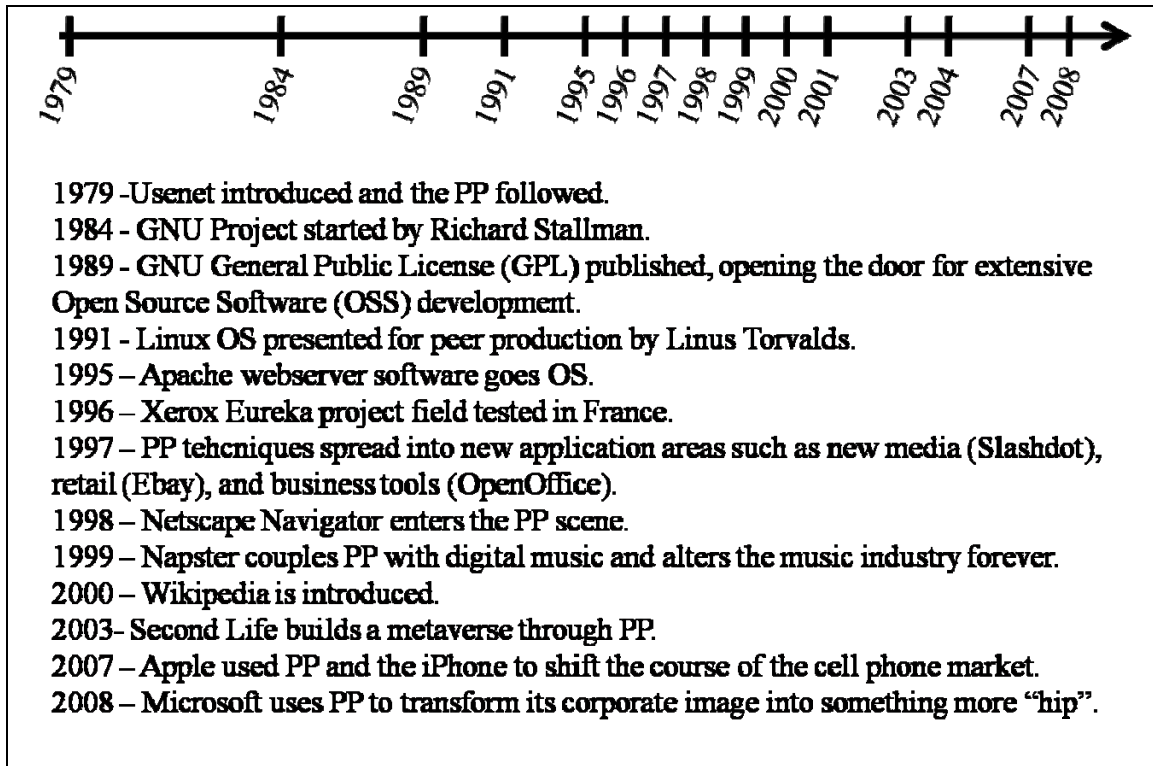 1979 1984 1989 1991 1995 1996 1997 1998 1999 2000 2001 2003 2004 2007 2008
1979 -Usenet introduced and the PP followed.
1984 - GNU Project started by Richard Stallman.
1989 - GNU General Public License (GPL) published, opening the door for extensive
Open Source Software (OSS) development.
1991 - Linux OS presented for peer production by Linus Torvalds.
1995 – Apache webserver software goes OS.
1996 – Xerox Eureka project field tested in France.
1997 – PP tehcniques spread into new application areas such as new media (Slashdot),
retail (Ebay), and business tools (OpenOffice).
1998 – Netscape Navigator enters the PP scene.
1999 – Napster couples PP with digital music and alters the music industry forever.
2000 – Wikipedia is introduced.
2003- Second Life builds a metaverse through PP.
2007 – Apple used PP and the iPhone to shift the course of the cell phone market.
2008 – Microsoft uses PP to transform its corporate image into something more “hip”.